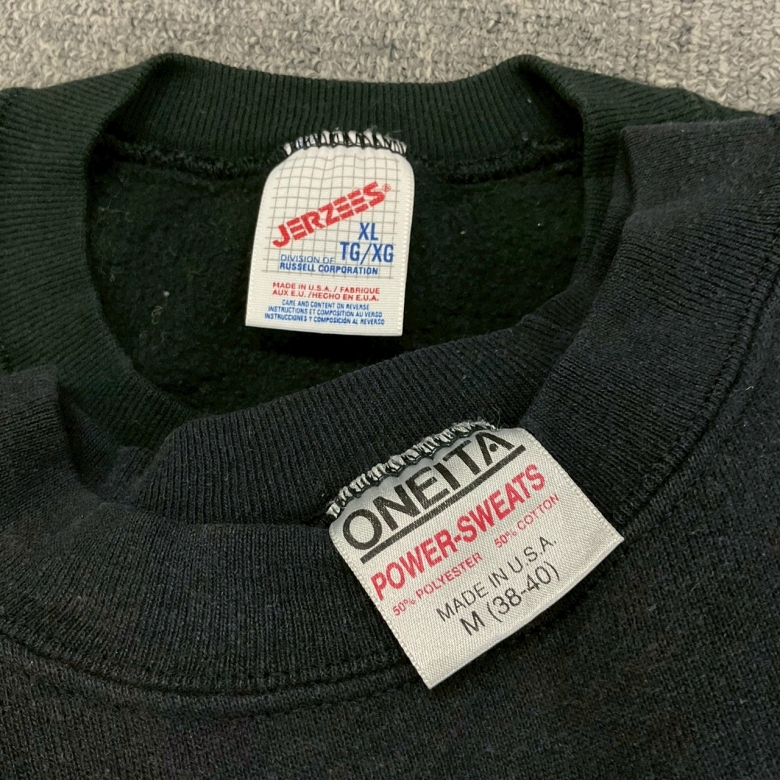 JERZEES®
XL
TG/XG
DIVISION OF
RUSSELL CORPORATION
MADE IN U.S.A. / FABRIQUE
AUX E.U. /HECHO EN E.U.A.
CARE AND CONTENT ON REVERSE
INSTRUCTIONS ET COMPOSITION AU VERSO
INSTRUCCIONES Y COMPOSICION AL REVERSO
ONEITA
POWER-SWEATS
50% POLYESTER 50% COTTON
MADE IN U.S.A.
M (38-40)